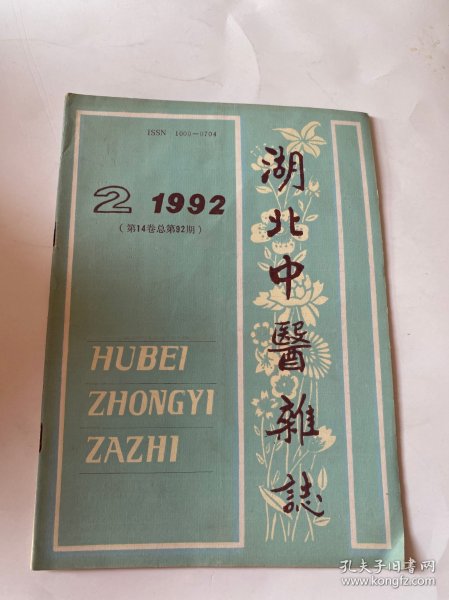 ISSN 1000-0704
2 1992
(第14卷总第92期)
湖北中醫雜誌
HUBEI
ZHONGYI
ZAZHI
孔夫子旧书网
www.kongfz.com